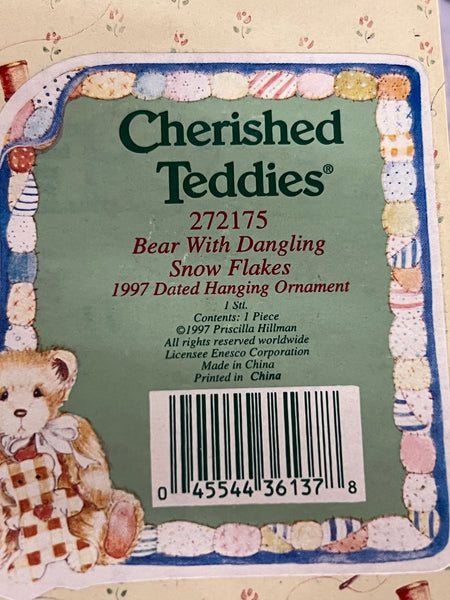 Cherished
Teddies®
272175
Bear With Dangling
Snow Flakes
1997 Dated Hanging Ornament
1 Stl.
Contents: 1 Piece
©1997 Priscilla Hillman
All rights reserved worldwide
Licensee Enesco Corporation
Made in China
Printed in China
0 45544 36137 8